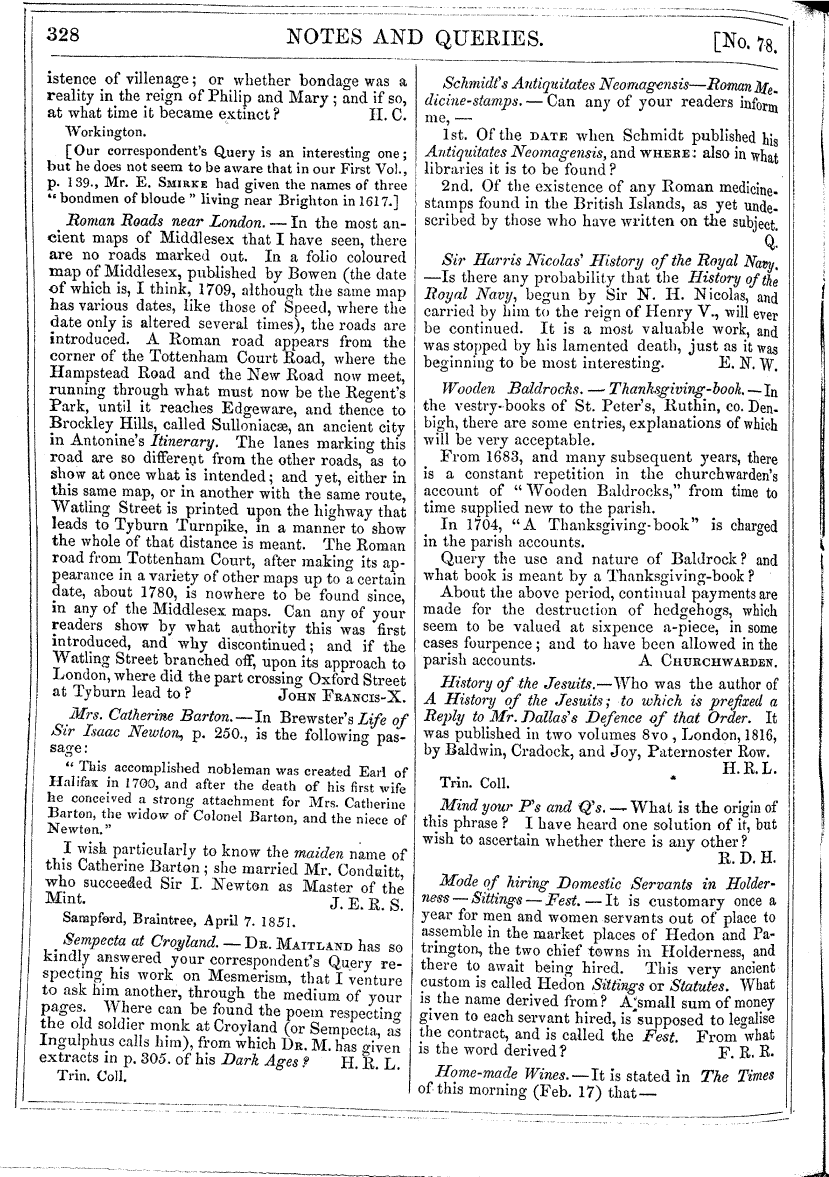 328 NOTES AND QUERIES. [No. 78.
istence of villenage; or whether bondage was a
reality in the reign of Philip and Mary; and if so,
at what time it became extinct? H. C.
Workington.
[Our correspondent's Query is an interesting one;
but he does not seem to be aware that in our First Vol.,
p. 139., Mr. E. SMIRKE had given the names of three
"bondmen of bloude" living near Brighton in 1617.]
Roman Roads near London. — In the most an-
cient maps of Middlesex that I have seen, there
are no roads marked out. In a folio coloured
map of Middlesex, published by Bowen (the date
of which is, I think, 1709, although the same map
has various dates, like those of Speed, where the
date only is altered several times), the roads are
introduced. A Roman road appears from the
corner of the Tottenham Court Road, where the
Hampstead Road and the New Road now meet,
running through what must now be the Regent's
Park, until it reaches Edgeware, and thence to
Brockley Hills, called Sulloniacæ, an ancient city
in Antonine's Itinerary. The lanes marking this
road are so different from the other roads, as to
show at once what is intended; and yet, either in
this same map, or in another with the same route,
Watling Street is printed upon the highway that
leads to Tyburn Turnpike, in a manner to show
the whole of that distance is meant. The Roman
road from Tottenham Court, after making its ap-
pearance in a variety of other maps up to a certain
date, about 1780, is nowhere to be found since,
in any of the Middlesex maps. Can any of your
readers show by what authority this was first
introduced, and why discontinued; and if the
Watling Street branched off, upon its approach to
London, where did the part crossing Oxford Street
at Tyburn lead to? JOHN FRANCIS-X.
Mrs. Catherine Barton. — In Brewster's Life of
Sir Isaac Newton, p. 250., is the following pas-
sage:
"This accomplished nobleman was created Earl of
Halifax in 1700, and after the death of his first wife
he conceived a strong attachment for Mrs. Catherine
Barton, the widow of Colonel Barton, and the niece of
Newton."
I wish particularly to know the maiden name of
this Catherine Barton; she married Mr. Conduitt,
who succeeded Sir I. Newton as Master of the
Mint. J. E. R. S.
Sampford, Braintree, April 7. 1851.
Sempecta at Croyland. — DR. MAITLAND has so
kindly answered your correspondent's Query re-
specting his work on Mesmerism, that I venture
to ask him another, through the medium of your
pages. Where can be found the poem respecting
the old soldier monk at Croyland (or Sempecta, as
Ingulphus calls him), from which DR. M. has given
extracts in p. 305. of his Dark Ages? H. R. L.
Trin. Coll.
Schmidt's Antiquitates Neomagensis—Roman Me-
dicine-stamps. — Can any of your readers inform
me, —
1st. Of the DATE when Schmidt published his
Antiquitates Neomagensis, and WHERE: also in what
libraries it is to be found?
2nd. Of the existence of any Roman medicine-
stamps found in the British Islands, as yet unde-
scribed by those who have written on the subject.
Q.
Sir Harris Nicolas' History of the Royal Navy.
—Is there any probability that the History of the
Royal Navy, begun by Sir N. H. Nicolas, and
carried by him to the reign of Henry V., will ever
be continued. It is a most valuable work, and
was stopped by his lamented death, just as it was
beginning to be most interesting. E. N. W.
Wooden Baldrocks. — Thanksgiving-book. — In
the vestry-books of St. Peter's, Ruthin, co. Den-
bigh, there are some entries, explanations of which
will be very acceptable.
From 1683, and many subsequent years, there
is a constant repetition in the churchwarden's
account of "Wooden Baldrocks," from time to
time supplied new to the parish.
In 1704, "A Thanksgiving-book" is charged
in the parish accounts.
Query the use and nature of Baldrock? and
what book is meant by a Thanksgiving-book?
About the above period, continual payments are
made for the destruction of hedgehogs, which
seem to be valued at sixpence a-piece, in some
cases fourpence; and to have been allowed in the
parish accounts. A CHURCHWARDEN.
History of the Jesuits.—Who was the author of
A History of the Jesuits; to which is prefixed a
Reply to Mr. Dallas's Defence of that Order. It
was published in two volumes 8vo, London, 1816,
by Baldwin, Cradock, and Joy, Paternoster Row.
H. R. L.
Trin. Coll.
Mind your P's and Q's. — What is the origin of
this phrase? I have heard one solution of it, but
wish to ascertain whether there is any other?
R. D. H.
Mode of hiring Domestic Servants in Holder-
ness — Sittings — Fest. — It is customary once a
year for men and women servants out of place to
assemble in the market places of Hedon and Pa-
trington, the two chief towns in Holderness, and
there to await being hired. This very ancient
custom is called Hedon Sittings or Statutes. What
is the name derived from? A small sum of money
given to each servant hired, is supposed to legalise
the contract, and is called the Fest. From what
is the word derived? F. R. R.
Home-made Wines.—It is stated in The Times
of this morning (Feb. 17) that—